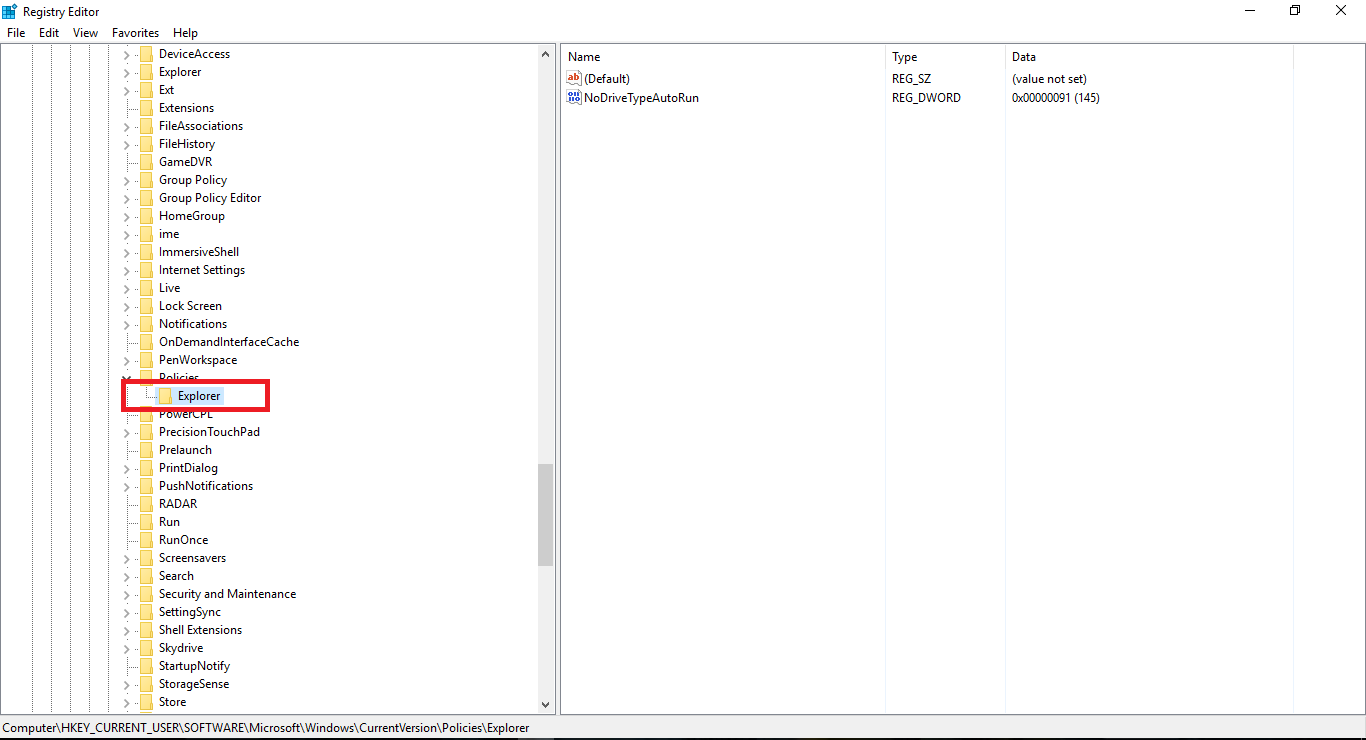 Registry Editor
File Edit View Favorites Help
DeviceAccess
Explorer
Ext
Extensions
FileAssociations
FileHistory
GameDVR
Group Policy
Group Policy Editor
HomeGroup
ime
ImmersiveShell
Internet Settings
Live
Lock Screen
Notifications
OnDemandInterfaceCache
PenWorkspace
Policies
Explorer
PowerCPL
PrecisionTouchPad
Prelaunch
PrintDialog
PushNotifications
RADAR
Run
RunOnce
Screensavers
Search
Security and Maintenance
SettingSync
Shell Extensions
Skydrive
StartupNotify
StorageSense
Store
Name Type Data
ab (Default) REG_SZ (value not set)
NoDriveTypeAutoRun REG_DWORD 0x00000091 (145)
Computer\HKEY_CURRENT_USER\SOFTWARE\Microsoft\Windows\CurrentVersion\Policies\Explorer